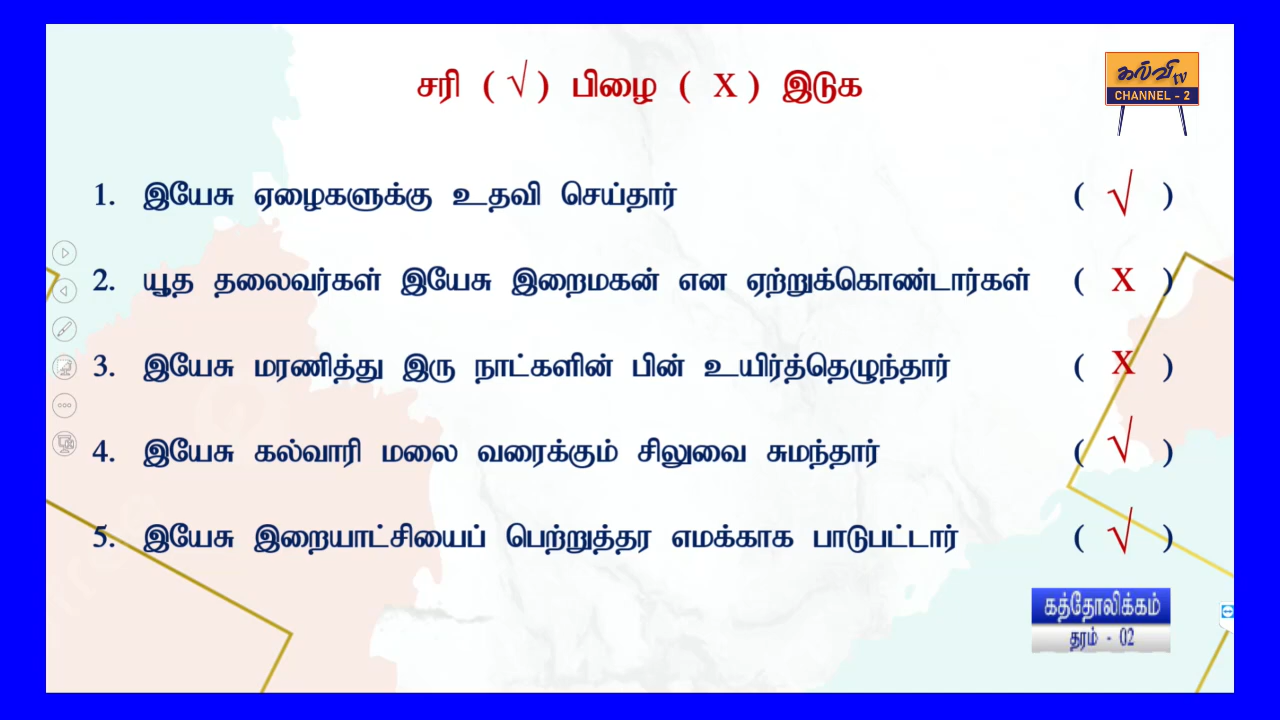 கல்வி TV
CHANNEL - 2
சரி ( √ ) பிழை ( X ) இடுக
1. இயேசு ஏழைகளுக்கு உதவி செய்தார் ( √ )
2. யூத தலைவர்கள் இயேசு இறைமகன் என ஏற்றுக்கொண்டார்கள் ( X )
3. இயேசு மரணித்து இரு நாட்களின் பின் உயிர்த்தெழுந்தார் ( X )
4. இயேசு கல்வாரி மலை வரைக்கும் சிலுவை சுமந்தார் ( √ )
5. இயேசு இறையாட்சியைப் பெற்றுத்தர எமக்காக பாடுபட்டார் ( √ )
கத்தோலிக்கம்
தரம் - 02